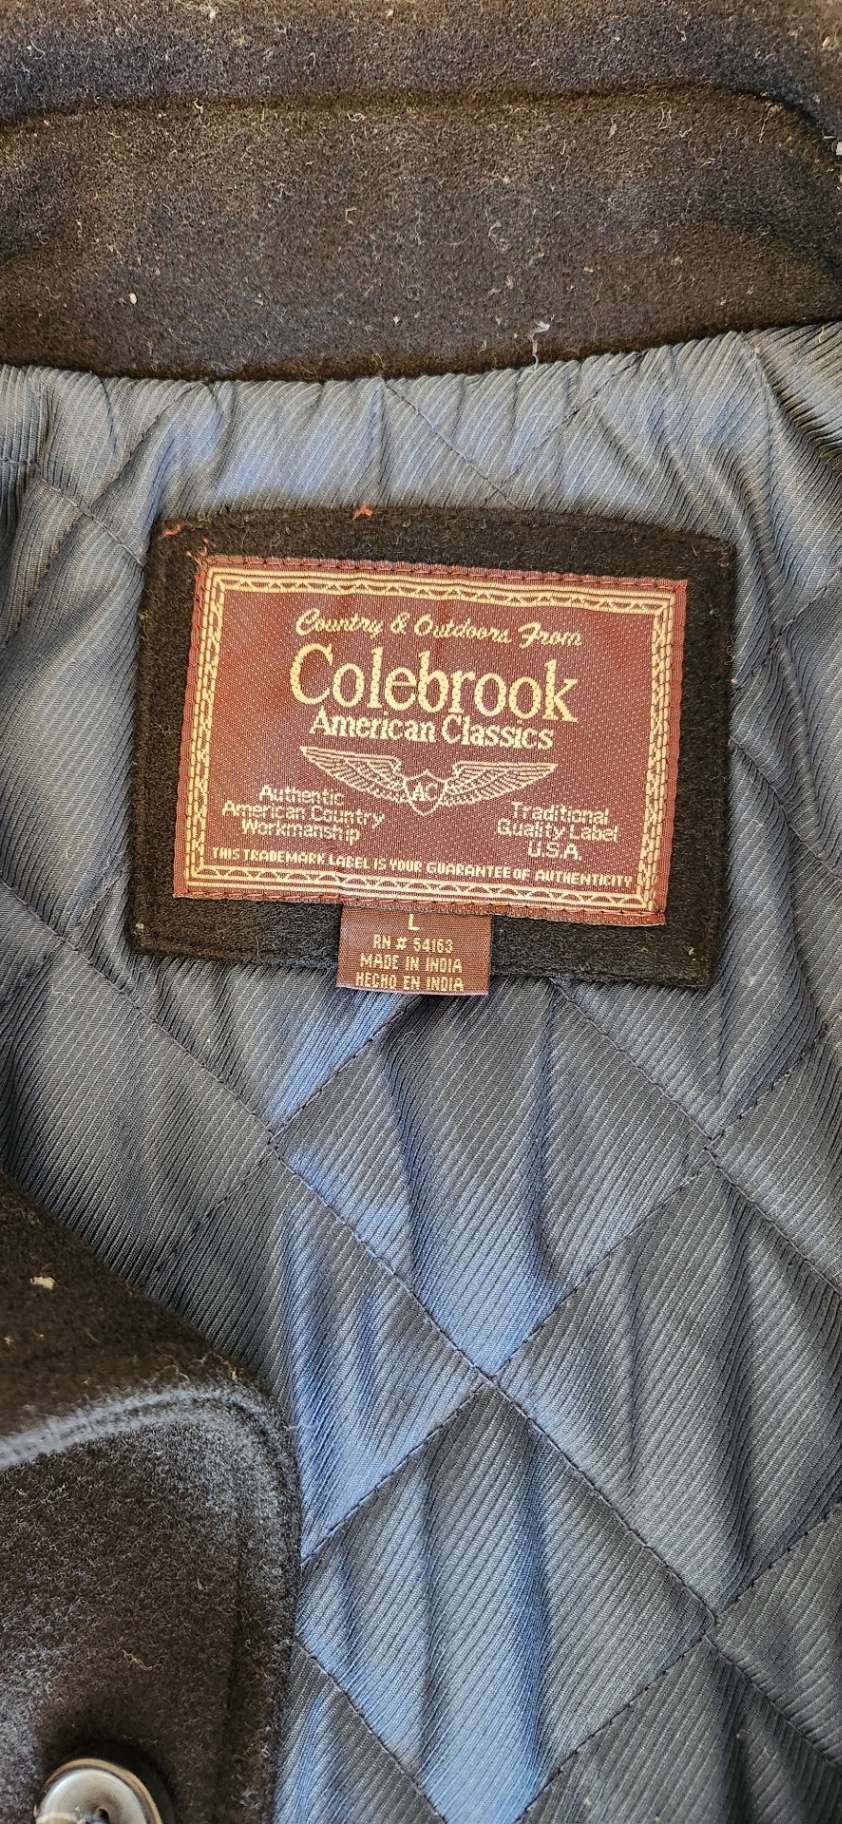 Country & Outdoors From
Colebrook
American Classics
AC
Authentic
American Country
Workmanship
Traditional
Quality Label
U.S.A.
THIS TRADEMARK LABEL IS YOUR GUARANTEE OF AUTHENTICITY
L
RN # 54163
MADE IN INDIA
HECHO EN INDIA